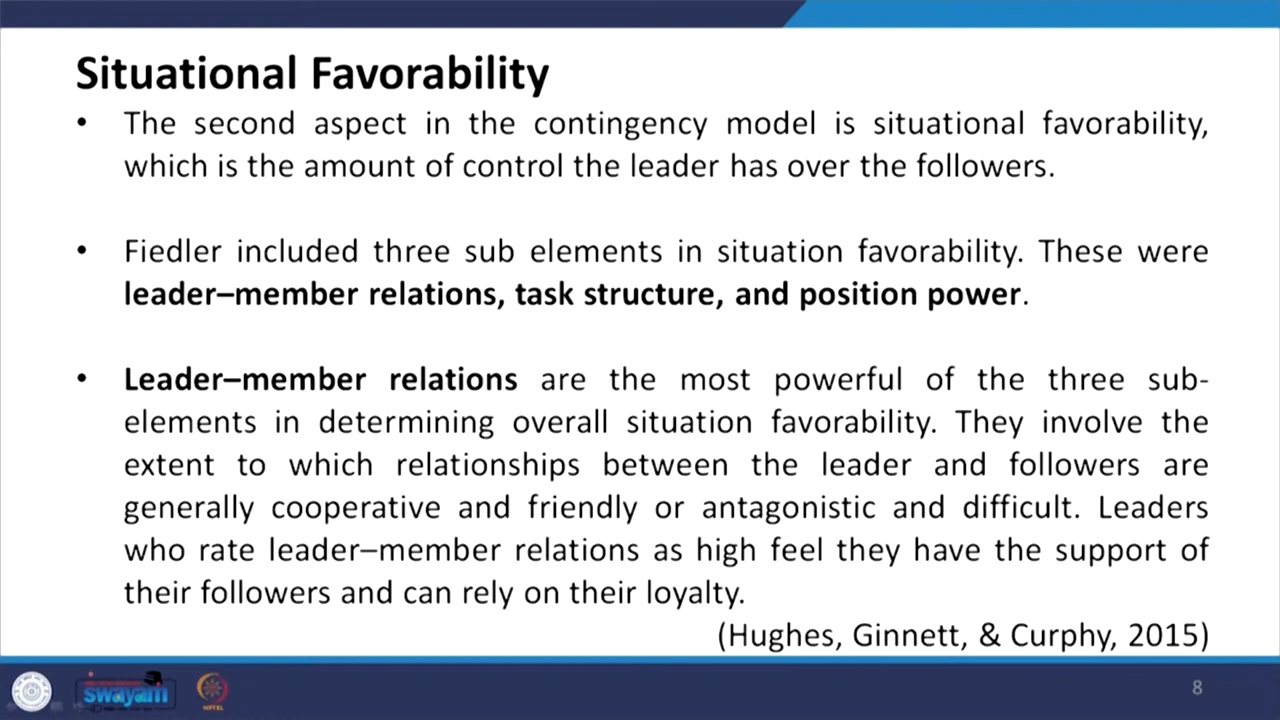 Situational Favorability
• The second aspect in the contingency model is situational favorability,
which is the amount of control the leader has over the followers.
• Fiedler included three sub elements in situation favorability. These were
leader–member relations, task structure, and position power.
• Leader–member relations are the most powerful of the three sub-
elements in determining overall situation favorability. They involve the
extent to which relationships between the leader and followers are
generally cooperative and friendly or antagonistic and difficult. Leaders
who rate leader–member relations as high feel they have the support of
their followers and can rely on their loyalty.
(Hughes, Ginnett, & Curphy, 2015)
swayam
NPTEL
8